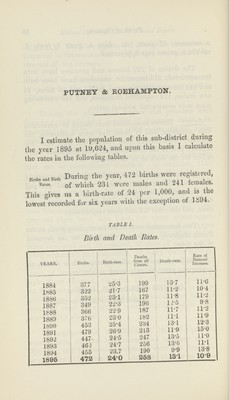 PUTNEY & ROEHAMPTON.
I estimate the population of this sub-district during
the year 1895 at 19,624, and upon this basis I calculate
the rates in the following tables.
Births and Birth Rates.
During the year, 472 births were registered,
of which 231 were males and 241 females.
This gives us a birth-rate of 24 per 1,000, and is the
lowest recorded for six years with the exception of 1894.
TABLE I.
Birth and Death Rates.
YEARS. Births. Birth-rate. Deaths from all Causes. Death-rate. Rate of Natural Increase.
1884 377 25·3 199 13·7 11·6
1885 322 21·7 167 11·2 10·4
1886 352 23·1 179 11·8 11·2
1887 349 22·3 196 9·8
1888 366 22·9 187 11·7 11·2
1889 376 23·0 182 11·1 11·9
1890 452 25·4 234 13·1 12·3
1891 479 26·9 213 11·9 15·0
1892 447 24·5 247 13·5 11·0
1893 461 24·7 256 13·6 11·1
1894 455 23·7 190 9·9 13·8
1895 472 24·0 258 13·1 10·9